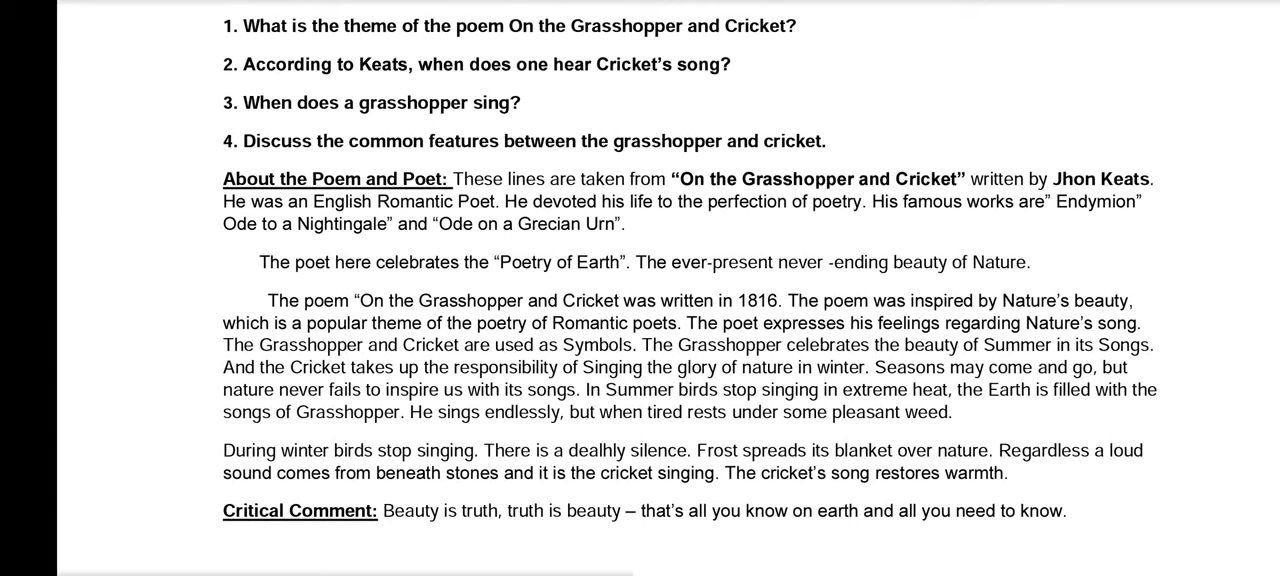 1. What is the theme of the poem On the Grasshopper and Cricket?
2. According to Keats, when does one hear Cricket's song?
3. When does a grasshopper sing?
4. Discuss the common features between the grasshopper and cricket.
About the Poem and Poet: These lines are taken from “On the Grasshopper and Cricket” written by Jhon Keats.
He was an English Romantic Poet. He devoted his life to the perfection of poetry. His famous works are” Endymion”
Ode to a Nightingale” and “Ode on a Grecian Urn”.
The poet here celebrates the “Poetry of Earth”. The ever-present never -ending beauty of Nature.
The poem “On the Grasshopper and Cricket was written in 1816. The poem was inspired by Nature's beauty,
which is a popular theme of the poetry of Romantic poets. The poet expresses his feelings regarding Nature's song.
The Grasshopper and Cricket are used as Symbols. The Grasshopper celebrates the beauty of Summer in its Songs.
And the Cricket takes up the responsibility of Singing the glory of nature in winter. Seasons may come and go, but
nature never fails to inspire us with its songs. In Summer birds stop singing in extreme heat, the Earth is filled with the
songs of Grasshopper. He sings endlessly, but when tired rests under some pleasant weed.
During winter birds stop singing. There is a dealhly silence. Frost spreads its blanket over nature. Regardless a loud
sound comes from beneath stones and it is the cricket singing. The cricket's song restores warmth.
Critical Comment: Beauty is truth, truth is beauty – that's all you know on earth and all you need to know.